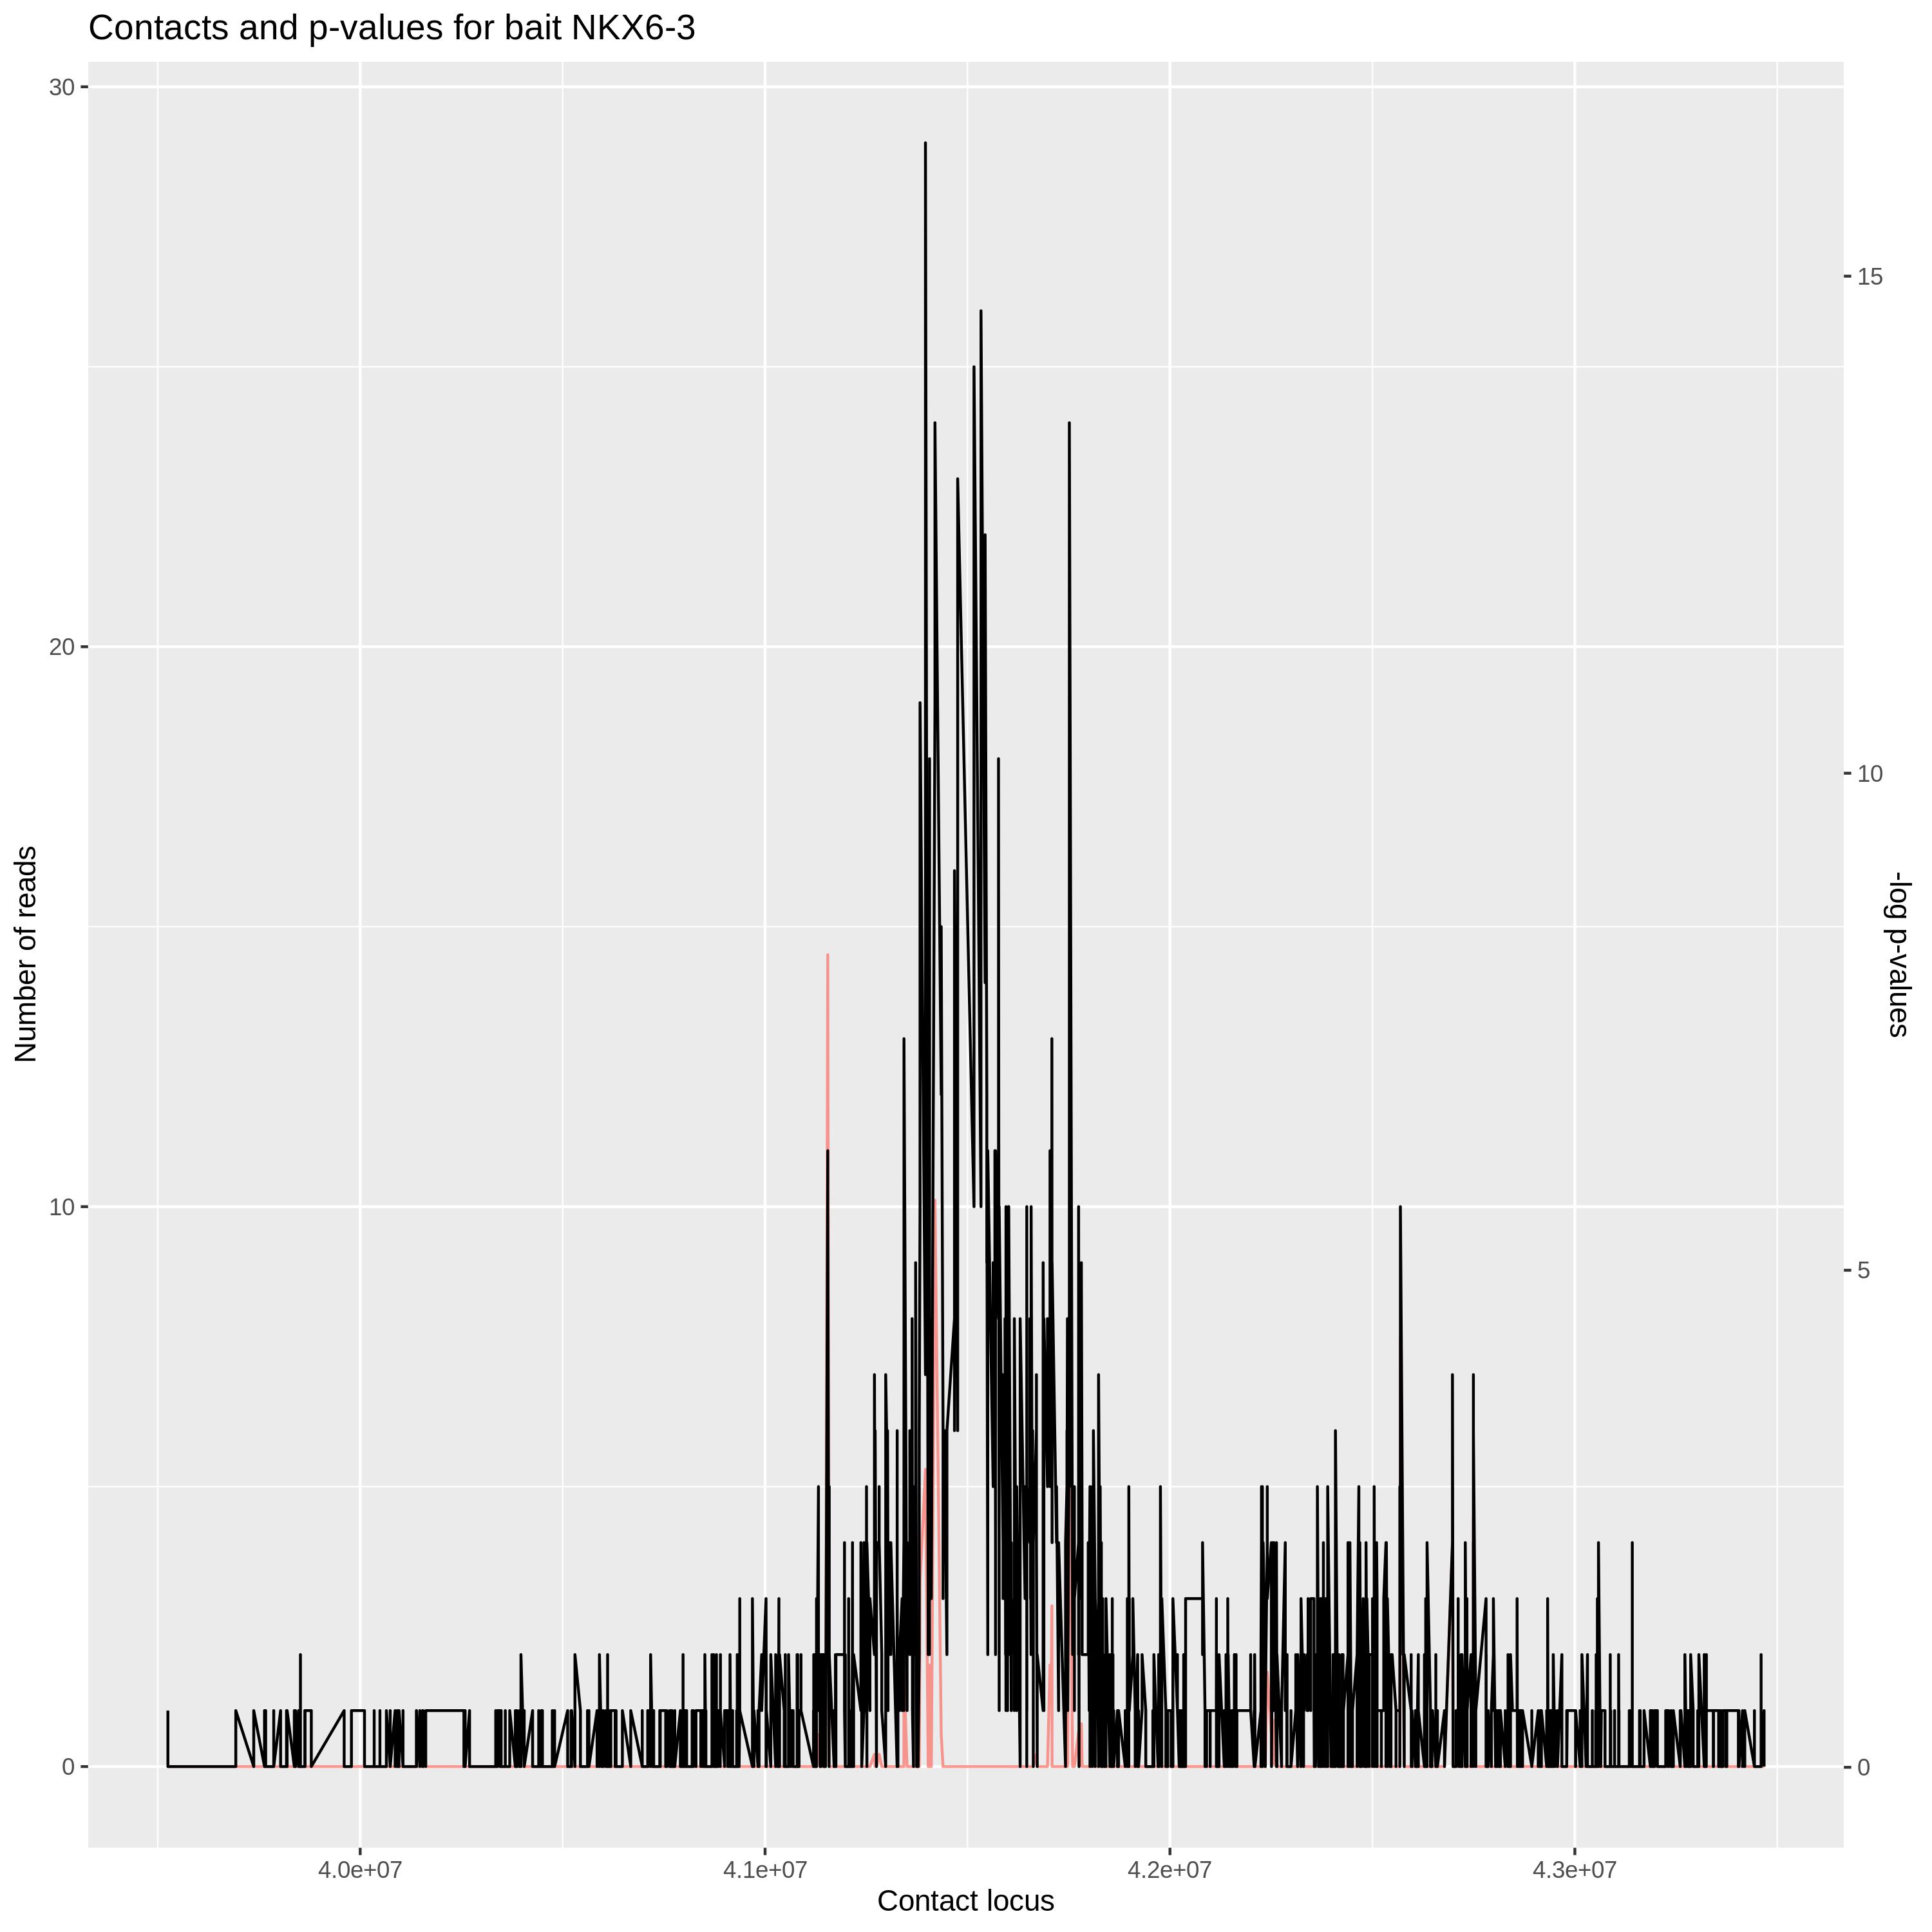 Contacts and p-values for bait NKX6-3
30
20
10
0
Number of reads
15
10
5
0
-log p-values
4.0e+07
4.1e+07
4.2e+07
4.3e+07
Contact locus